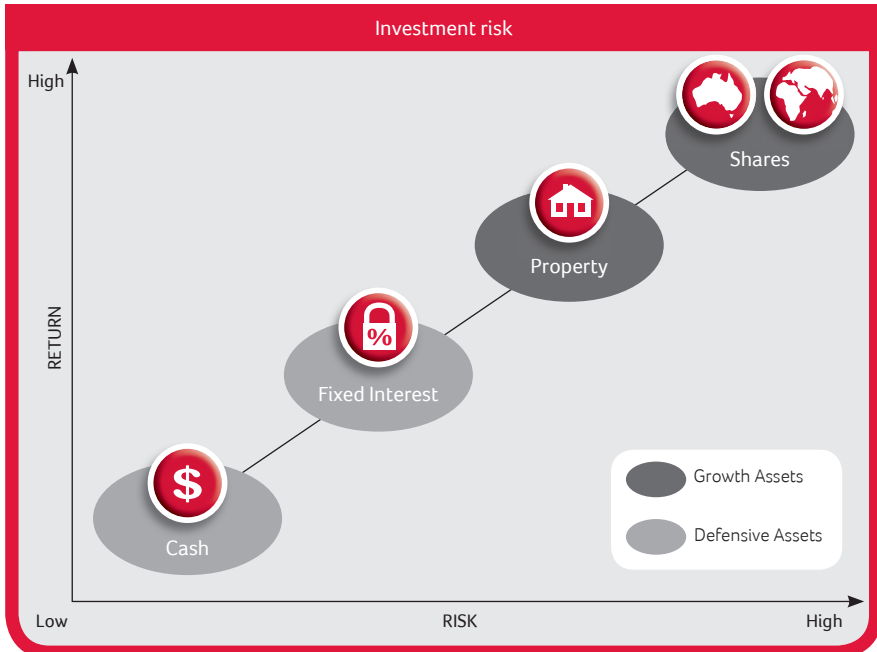 Investment risk
High
Shares
Property
RETURN
%
Fixed Interest
$
Cash
Growth Assets
Defensive Assets
Low
RISK
High